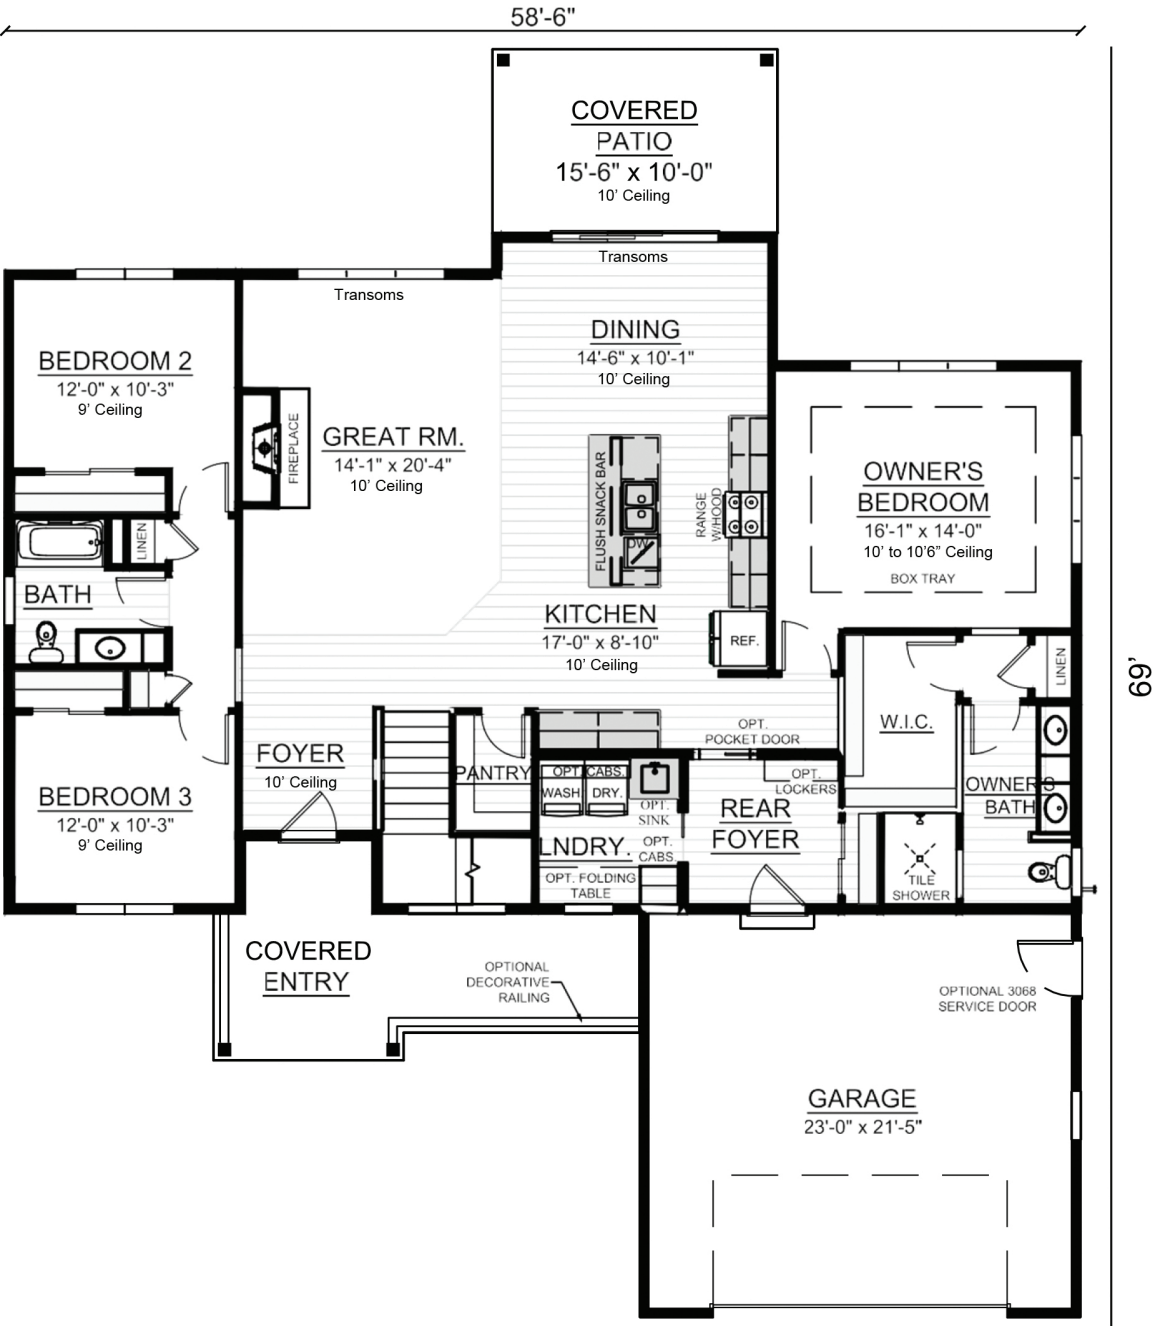 58'-6"
COVERED
PATIO
15'-6" x 10'-0"
10' Ceiling
Transoms
Transoms
DINING
14'-6" x 10'-1"
10' Ceiling
BEDROOM 2
12'-0" x 10'-3"
9' Ceiling
FIREPLACE
GREAT RM.
14'-1" x 20'-4"
10' Ceiling
FLUSH SNACK BAR
DW
RANGE
W/HOOD
OWNER'S
BEDROOM
16'-1" x 14'-0"
10' to 10'6" Ceiling
BOX TRAY
LINEN
BATH
KITCHEN
17'-0" x 8'-10"
10' Ceiling
REF.
LINEN
69'
W.I.C.
OPT.
POCKET DOOR
FOYER
10' Ceiling
PANTRY
OPT. CABS.
WASH
DRY.
OPT.
SINK
OPT.
CABS.
LNDRY.
OPT. FOLDING
TABLE
OPT.
LOCKERS
REAR
FOYER
OWNER'S
BATH
TILE
SHOWER
BEDROOM 3
12'-0" x 10'-3"
9' Ceiling
COVERED
ENTRY
OPTIONAL
DECORATIVE
RAILING
OPTIONAL 3068
SERVICE DOOR
GARAGE
23'-0" x 21'-5"